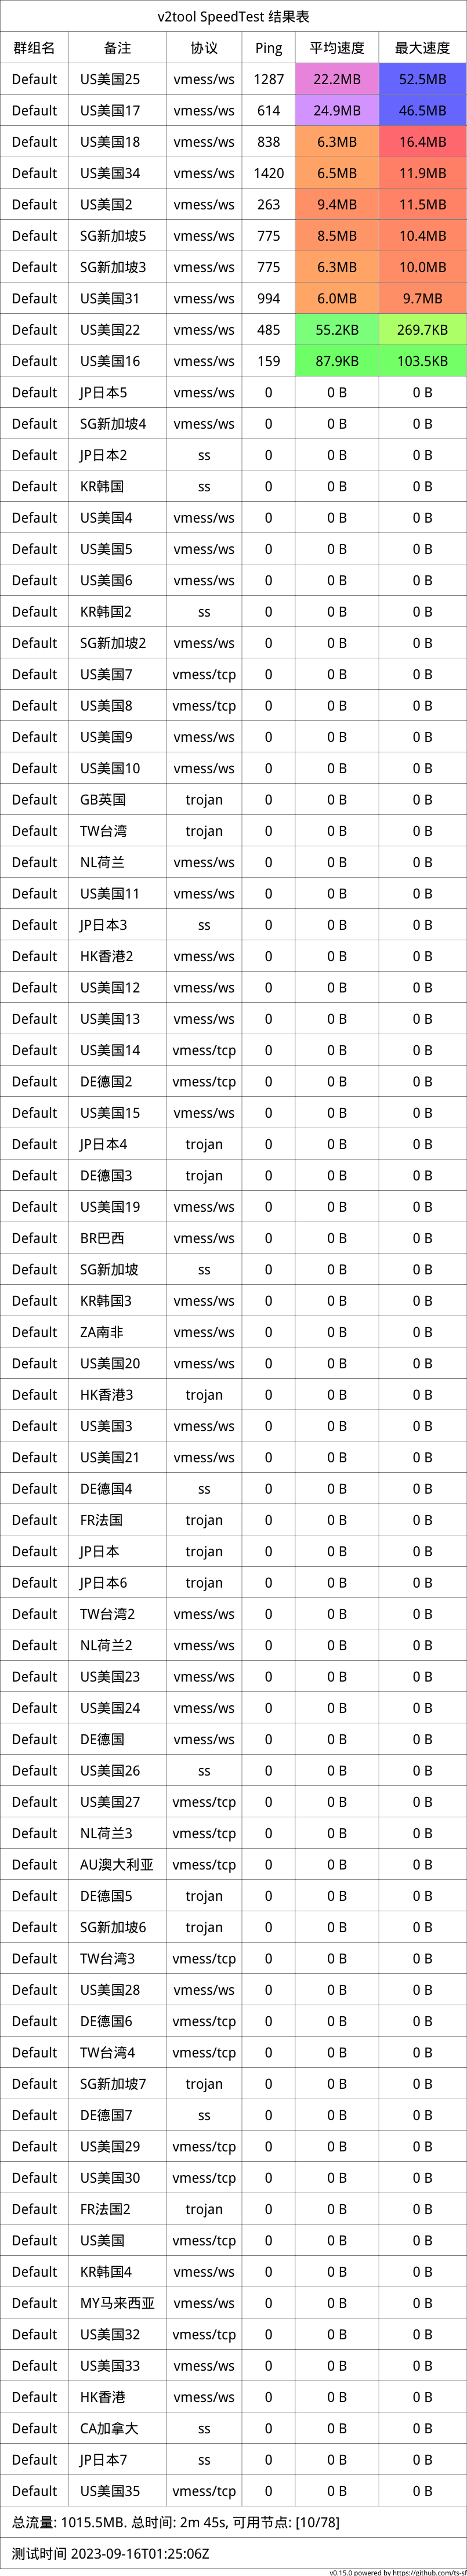 v2tool SpeedTest 结果表
群组名 备注 协议 Ping 平均速度 最大速度
Default US美国25 vmess/ws 1287 22.2MB 52.5MB
Default US美国17 vmess/ws 614 24.9MB 46.5MB
Default US美国18 vmess/ws 838 6.3MB 16.4MB
Default US美国34 vmess/ws 1420 6.5MB 11.9MB
Default US美国2 vmess/ws 263 9.4MB 11.5MB
Default SG新加坡5 vmess/ws 775 8.5MB 10.4MB
Default SG新加坡3 vmess/ws 775 6.3MB 10.0MB
Default US美国31 vmess/ws 994 6.0MB 9.7MB
Default US美国22 vmess/ws 485 55.2KB 269.7KB
Default US美国16 vmess/ws 159 87.9KB 103.5KB
Default JP日本5 vmess/ws 0 0 B 0 B
Default SG新加坡4 vmess/ws 0 0 B 0 B
Default JP日本2 ss 0 0 B 0 B
Default KR韩国 ss 0 0 B 0 B
Default US美国4 vmess/ws 0 0 B 0 B
Default US美国5 vmess/ws 0 0 B 0 B
Default US美国6 vmess/ws 0 0 B 0 B
Default KR韩国2 ss 0 0 B 0 B
Default SG新加坡2 vmess/ws 0 0 B 0 B
Default US美国7 vmess/tcp 0 0 B 0 B
Default US美国8 vmess/tcp 0 0 B 0 B
Default US美国9 vmess/ws 0 0 B 0 B
Default US美国10 vmess/ws 0 0 B 0 B
Default GB英国 trojan 0 0 B 0 B
Default TW台湾 trojan 0 0 B 0 B
Default NL荷兰 vmess/ws 0 0 B 0 B
Default US美国11 vmess/ws 0 0 B 0 B
Default JP日本3 ss 0 0 B 0 B
Default HK香港2 vmess/ws 0 0 B 0 B
Default US美国12 vmess/ws 0 0 B 0 B
Default US美国13 vmess/ws 0 0 B 0 B
Default US美国14 vmess/tcp 0 0 B 0 B
Default DE德国2 vmess/tcp 0 0 B 0 B
Default US美国15 vmess/ws 0 0 B 0 B
Default JP日本4 trojan 0 0 B 0 B
Default DE德国3 trojan 0 0 B 0 B
Default US美国19 vmess/ws 0 0 B 0 B
Default BR巴西 vmess/ws 0 0 B 0 B
Default SG新加坡 ss 0 0 B 0 B
Default KR韩国3 vmess/ws 0 0 B 0 B
Default ZA南非 vmess/ws 0 0 B 0 B
Default US美国20 vmess/ws 0 0 B 0 B
Default HK香港3 trojan 0 0 B 0 B
Default US美国3 vmess/ws 0 0 B 0 B
Default US美国21 vmess/ws 0 0 B 0 B
Default DE德国4 ss 0 0 B 0 B
Default FR法国 trojan 0 0 B 0 B
Default JP日本 trojan 0 0 B 0 B
Default JP日本6 trojan 0 0 B 0 B
Default TW台湾2 vmess/ws 0 0 B 0 B
Default NL荷兰2 vmess/ws 0 0 B 0 B
Default US美国23 vmess/ws 0 0 B 0 B
Default US美国24 vmess/ws 0 0 B 0 B
Default DE德国 vmess/ws 0 0 B 0 B
Default US美国26 ss 0 0 B 0 B
Default US美国27 vmess/tcp 0 0 B 0 B
Default NL荷兰3 vmess/tcp 0 0 B 0 B
Default AU澳大利亚 vmess/tcp 0 0 B 0 B
Default DE德国5 trojan 0 0 B 0 B
Default SG新加坡6 trojan 0 0 B 0 B
Default TW台湾3 vmess/tcp 0 0 B 0 B
Default US美国28 vmess/ws 0 0 B 0 B
Default DE德国6 vmess/tcp 0 0 B 0 B
Default TW台湾4 vmess/tcp 0 0 B 0 B
Default SG新加坡7 trojan 0 0 B 0 B
Default DE德国7 ss 0 0 B 0 B
Default US美国29 vmess/tcp 0 0 B 0 B
Default US美国30 vmess/tcp 0 0 B 0 B
Default FR法国2 trojan 0 0 B 0 B
Default US美国 vmess/tcp 0 0 B 0 B
Default KR韩国4 vmess/ws 0 0 B 0 B
Default MY马来西亚 vmess/ws 0 0 B 0 B
Default US美国32 vmess/tcp 0 0 B 0 B
Default US美国33 vmess/ws 0 0 B 0 B
Default HK香港 vmess/ws 0 0 B 0 B
Default CA加拿大 ss 0 0 B 0 B
Default JP日本7 ss 0 0 B 0 B
Default US美国35 vmess/tcp 0 0 B 0 B
总流量: 1015.5MB. 总时间: 2m 45s, 可用节点: [10/78]
测试时间 2023-09-16T01:25:06Z
v0.15.0 powered by https://github.com/ts-sf